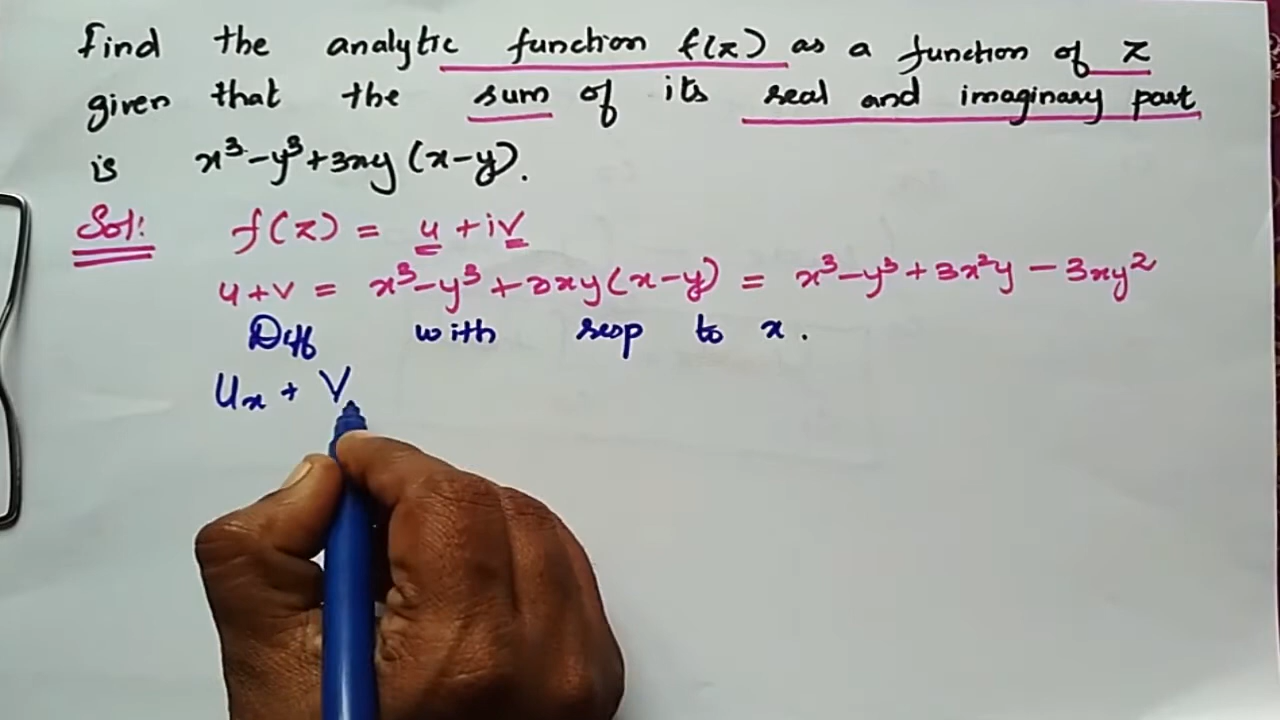 Find the analytic function f(z) as a function of z
given that the sum of its real and imaginary part
is x³-y³+3xy(x-y).
Sol: f(z) = u+iv
u+v = x³-y³+3xy(x-y) = x³-y³+3x²y-3xy²
Diff with resp to x.
Ux + V